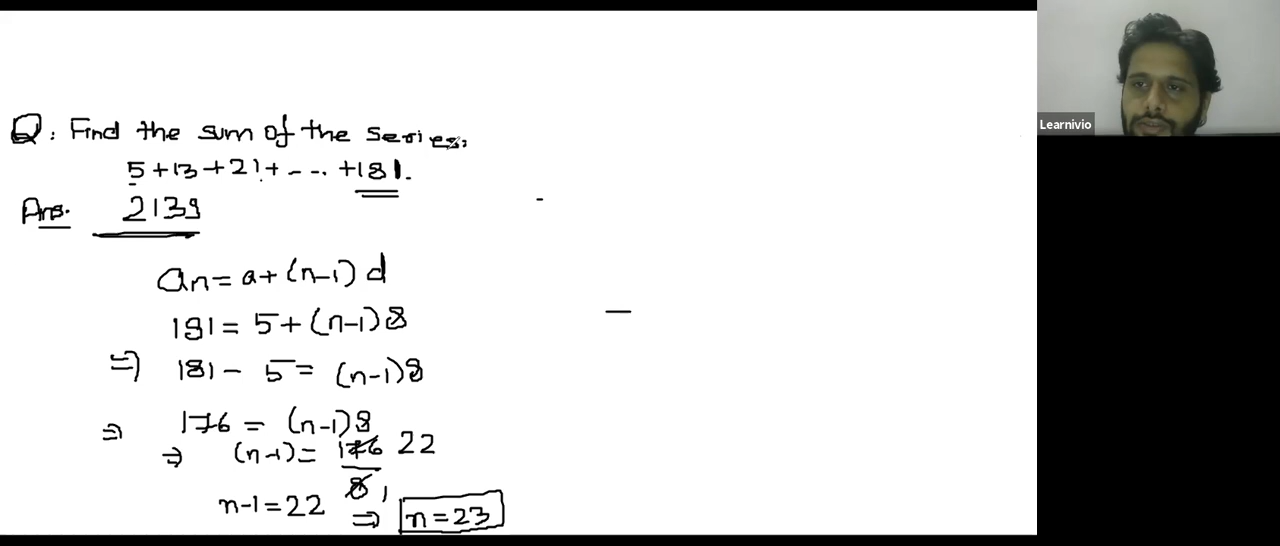 Q. Find the sum of the series.
5+13+21+ --.. +181.
Ans. 2139
an = a+(n-1)d
181 = 5+(n-1)8
⇒ 181 - 5 = (n-1)8
⇒ 176 = (n-1)8
⇒ (n-1) = 176/8 22 1
n-1=22 ⇒ n=23
Learnivio